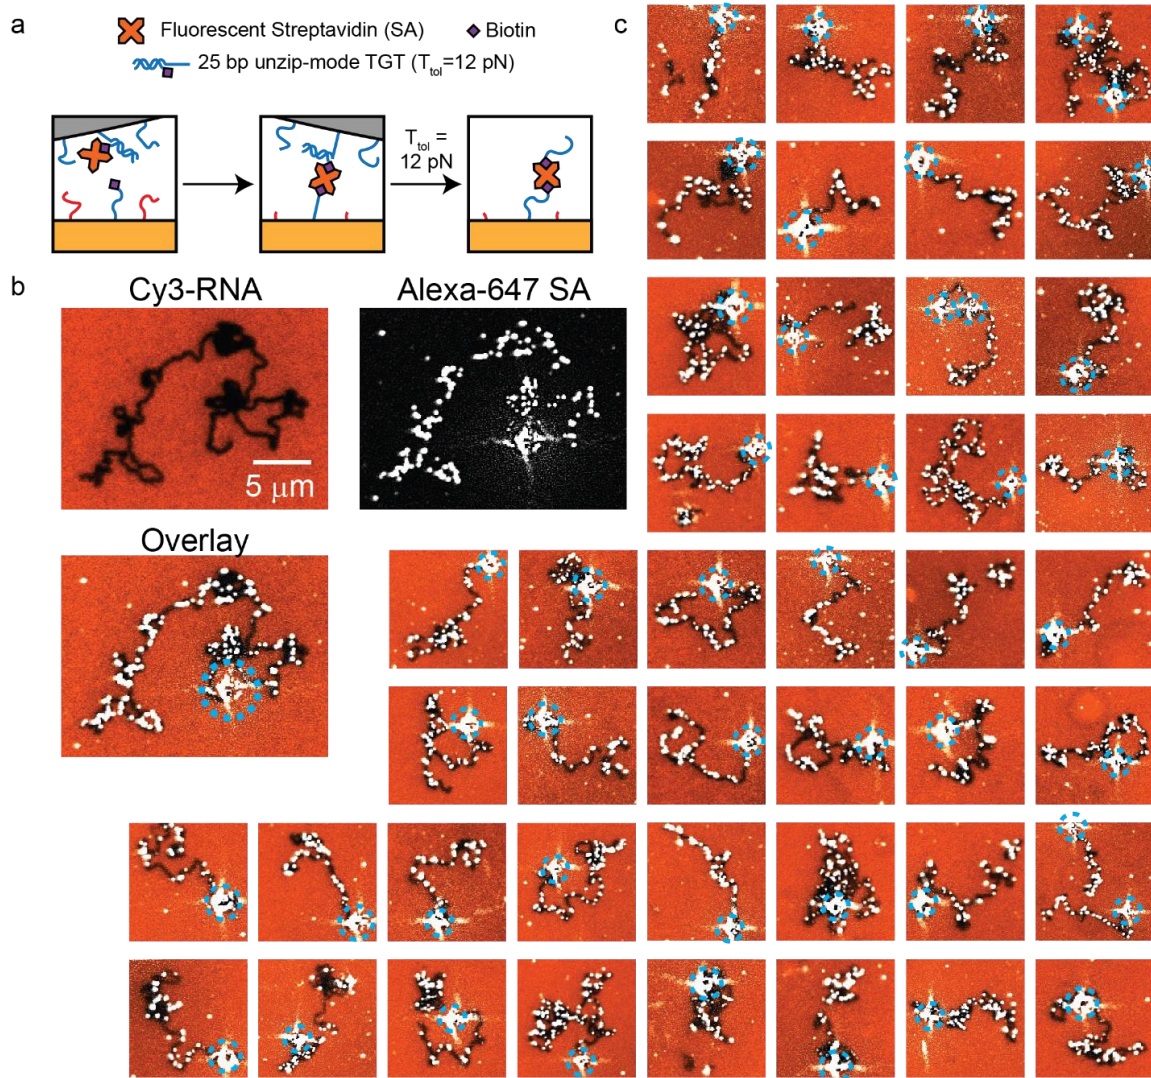 a
Fluorescent Streptavidin (SA)
Biotin
25 bp unzip-mode TGT (Ttol=12 pN)
Ttol =
12 pN
b
Cy3-RNA
Alexa-647 SA
5 μm
Overlay
c